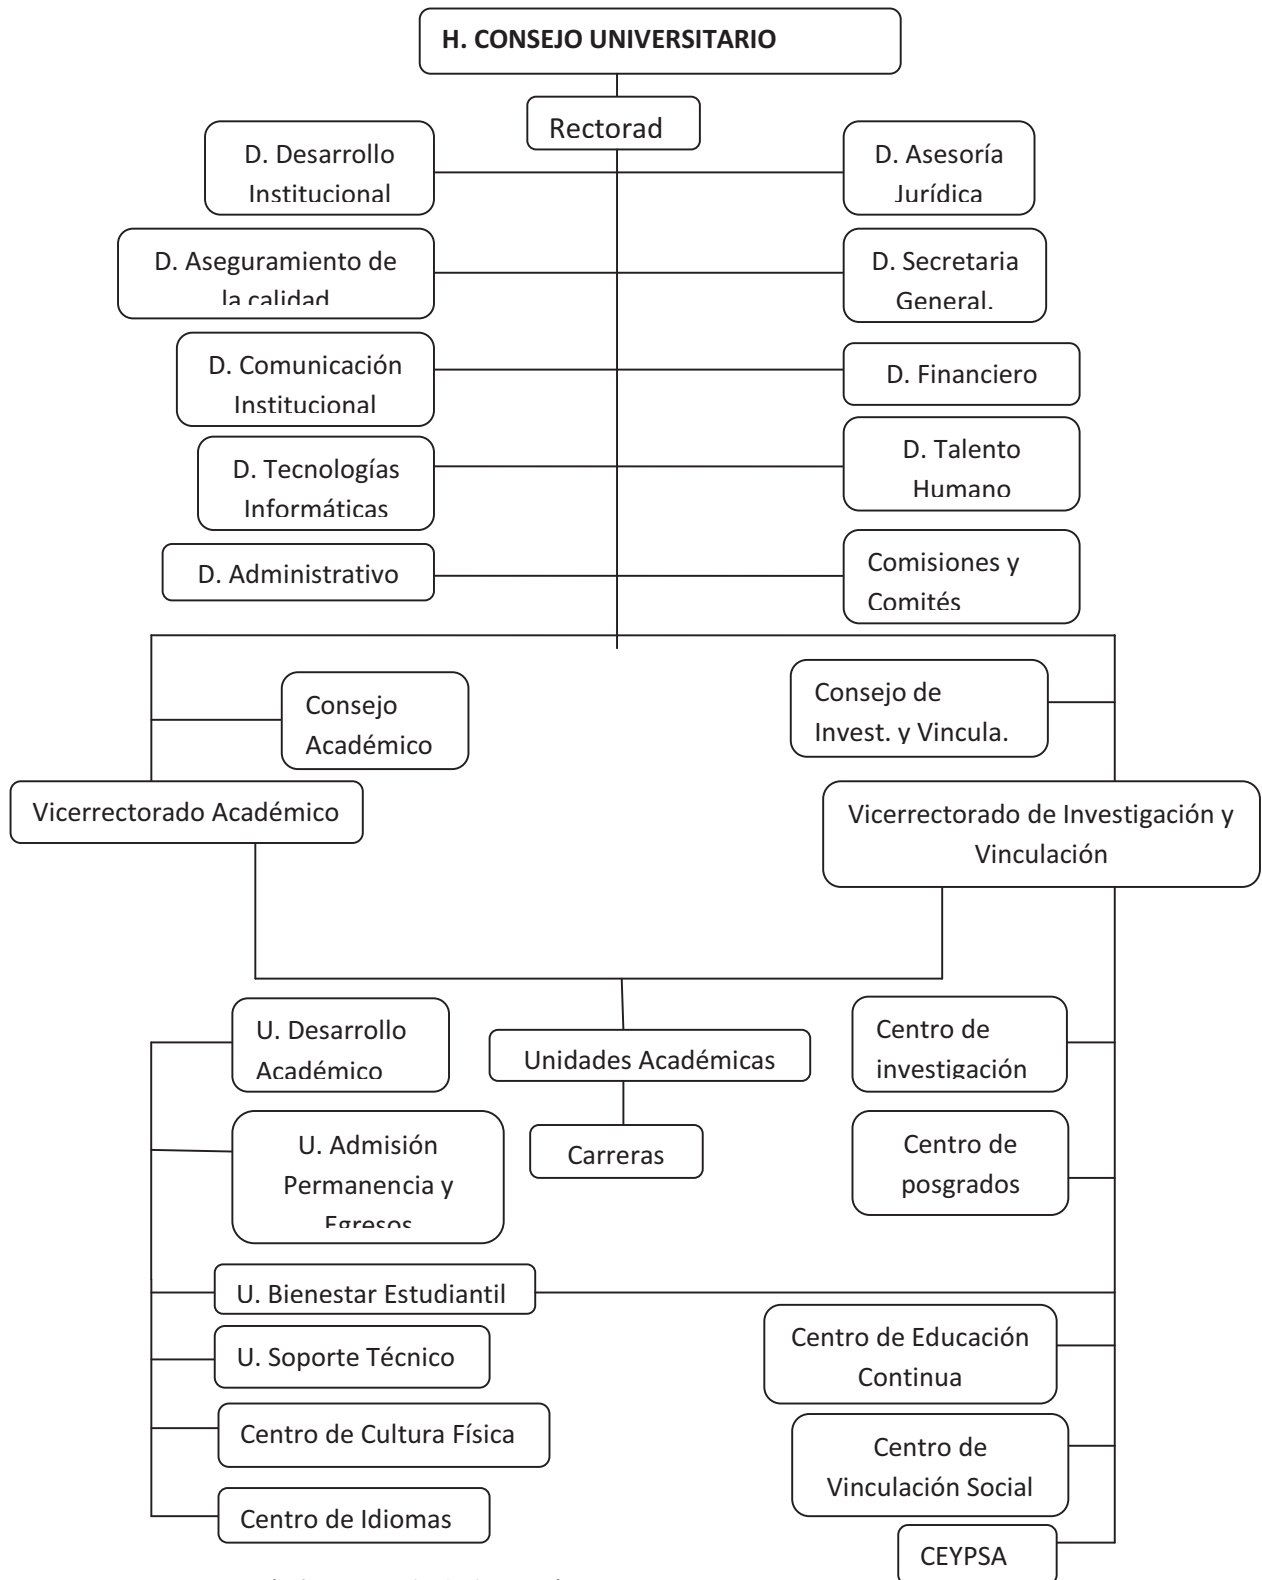 H. CONSEJO UNIVERSITARIO
Rectorad
D. Desarrollo
Institucional
D. Asesoría
Jurídica
D. Aseguramiento de
la calidad
D. Secretaria
General.
D. Comunicación
Institucional
D. Financiero
D. Tecnologías
Informáticas
D. Talento
Humano
D. Administrativo
Comisiones y
Comités
Consejo
Académico
Consejo de
Invest. y Vincula.
Vicerrectorado Académico
Vicerrectorado de Investigación y
Vinculación
U. Desarrollo
Académico
Unidades Académicas
Centro de
investigación
U. Admisión
Permanencia y
Egresos
Carreras
Centro de
posgrados
U. Bienestar Estudiantil
Centro de Educación
Continua
U. Soporte Técnico
Centro de Cultura Física
Centro de
Vinculación Social
Centro de Idiomas
CEYPSA